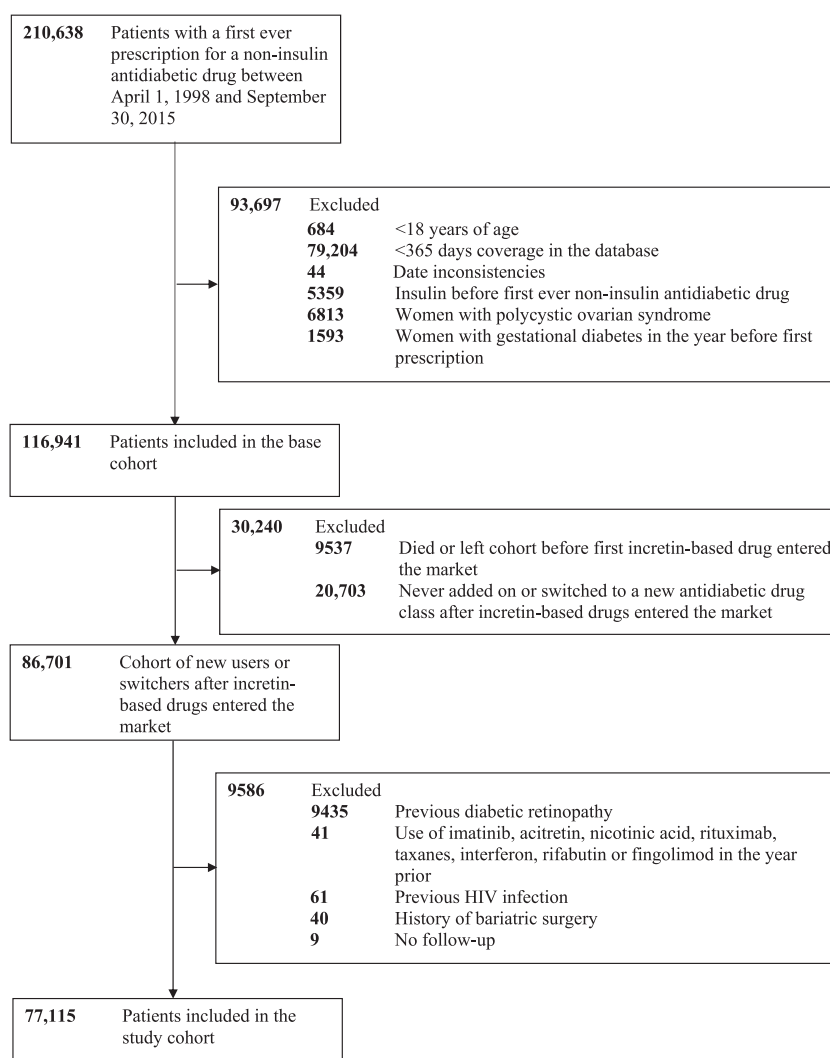 210,638 Patients with a first ever
prescription for a non-insulin
antidiabetic drug between
April 1, 1998 and September
30, 2015
93,697 Excluded
684 <18 years of age
79,204 <365 days coverage in the database
44 Date inconsistencies
5359 Insulin before first ever non-insulin antidiabetic drug
6813 Women with polycystic ovarian syndrome
1593 Women with gestational diabetes in the year before first
prescription
116,941 Patients included in the base
cohort
30,240 Excluded
9537 Died or left cohort before first incretin-based drug entered
the market
20,703 Never added on or switched to a new antidiabetic drug
class after incretin-based drugs entered the market
86,701 Cohort of new users or
switchers after incretin-
based drugs entered the
market
9586 Excluded
9435 Previous diabetic retinopathy
41 Use of imatinib, acitretin, nicotinic acid, rituximab,
taxanes, interferon, rifabutin or fingolimod in the year
prior
61 Previous HIV infection
40 History of bariatric surgery
9 No follow-up
77,115 Patients included in the
study cohort